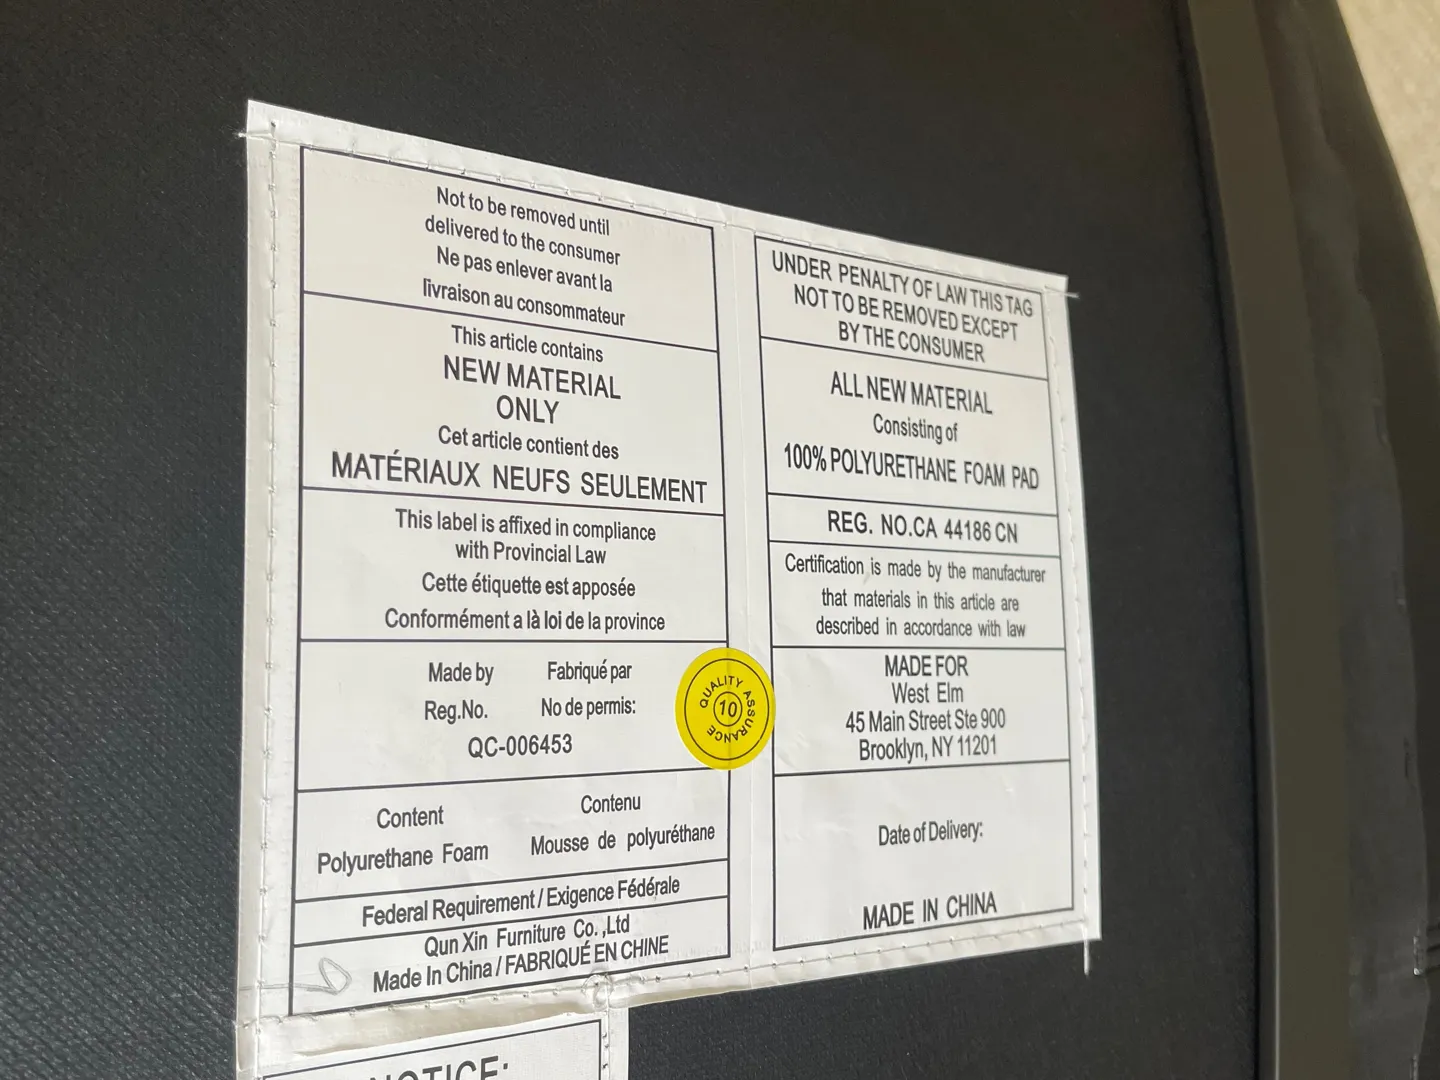 Not to be removed until
delivered to the consumer
Ne pas enlever avant la
livraison au consommateur
This article contains
NEW MATERIAL
ONLY
Cet article contient des
MATÉRIAUX NEUFS SEULEMENT
This label is affixed in compliance
with Provincial Law
Cette étiquette est apposée
Conformément a là loi de la province
Made by Fabriqué par
Reg.No. No de permis:
QC-006453
Content Contenu
Polyurethane Foam Mousse de polyuréthane
Federal Requirement / Exigence Fédérale
Qun Xin Furniture Co. ,Ltd
Made In China / FABRIQUÉ EN CHINE
UNDER PENALTY OF LAW THIS TAG
NOT TO BE REMOVED EXCEPT
BY THE CONSUMER
ALL NEW MATERIAL
Consisting of
100% POLYURETHANE FOAM PAD
REG. NO.CA 44186 CN
Certification is made by the manufacturer
that materials in this article are
described in accordance with law
MADE FOR
West Elm
45 Main Street Ste 900
Brooklyn, NY 11201
Date of Delivery:
MADE IN CHINA
QUALITY ASSURANCE
10
NOTICE: